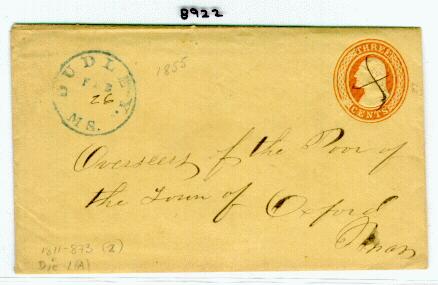 8922
DUDLEY.
FEB
26
MS.
1855
THREE
CENTS
Overseers of the Poor of
the Town of Oxford
Mass
1811-873 (2)
Die 1(A)